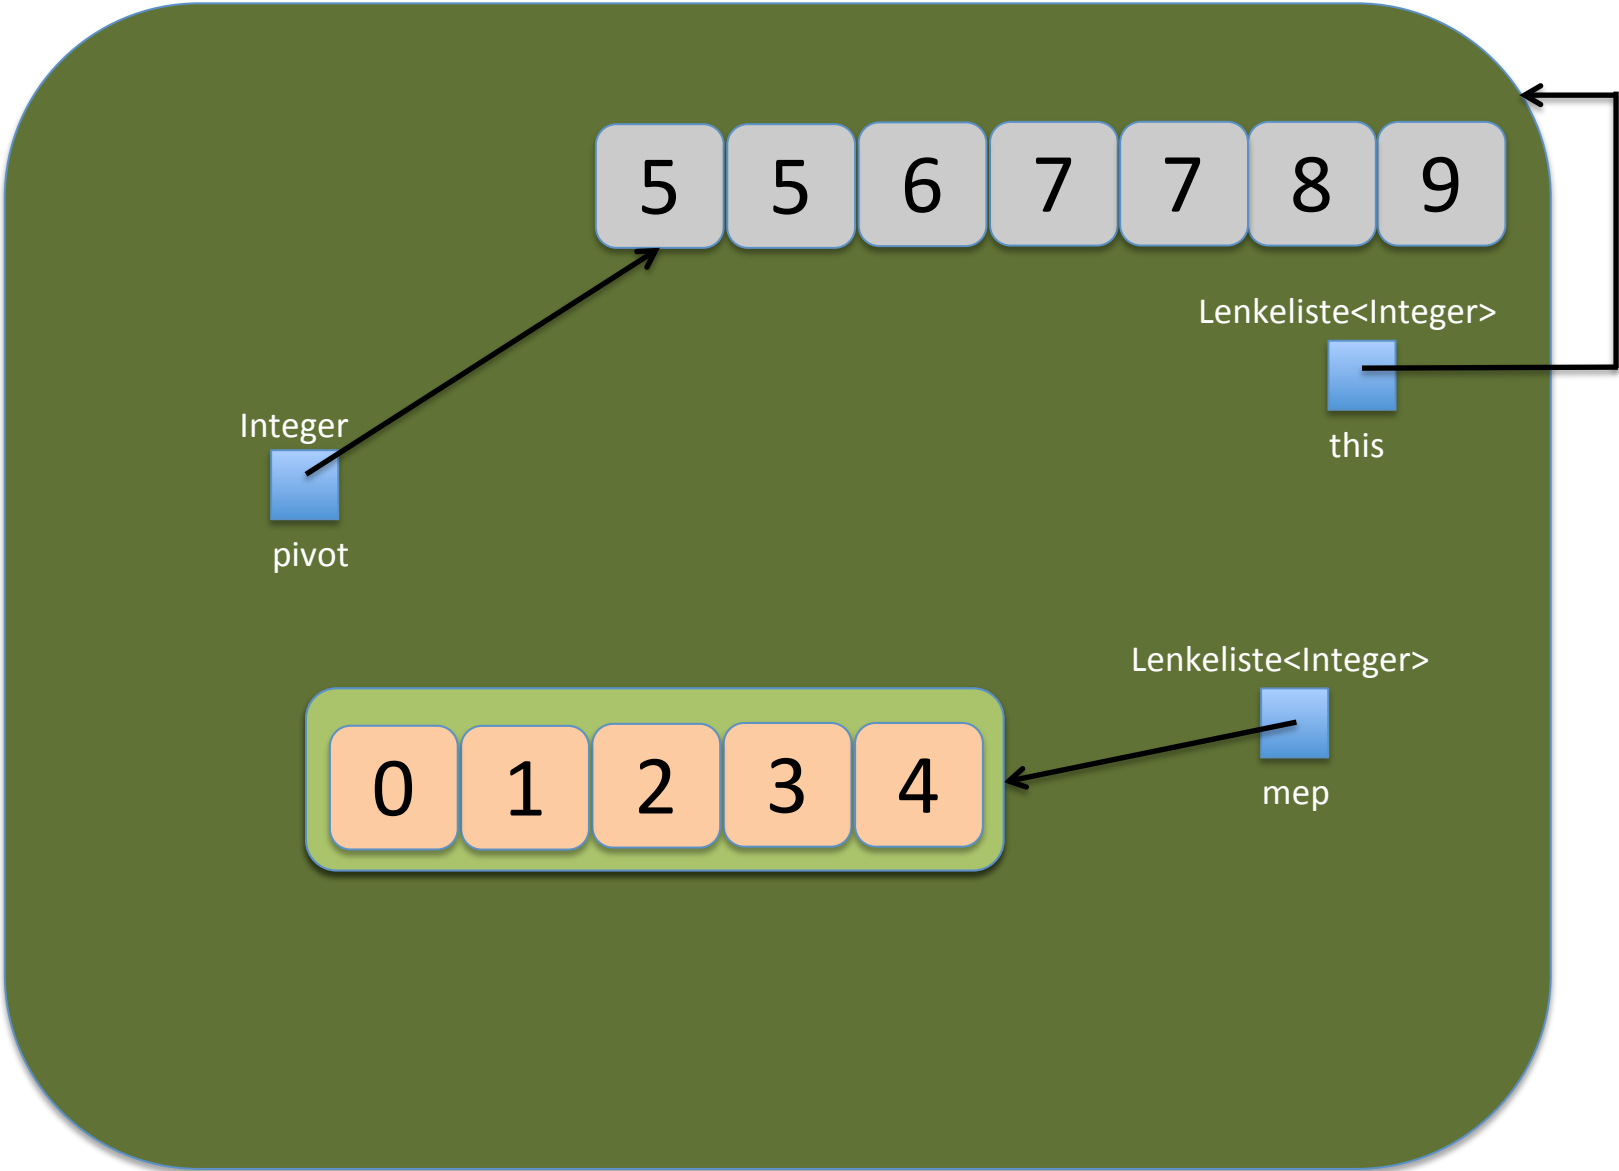 5 5 6 7 7 8 9
Lenkeliste<Integer>
this
Integer
pivot
Lenkeliste<Integer>
mep
0 1 2 3 4